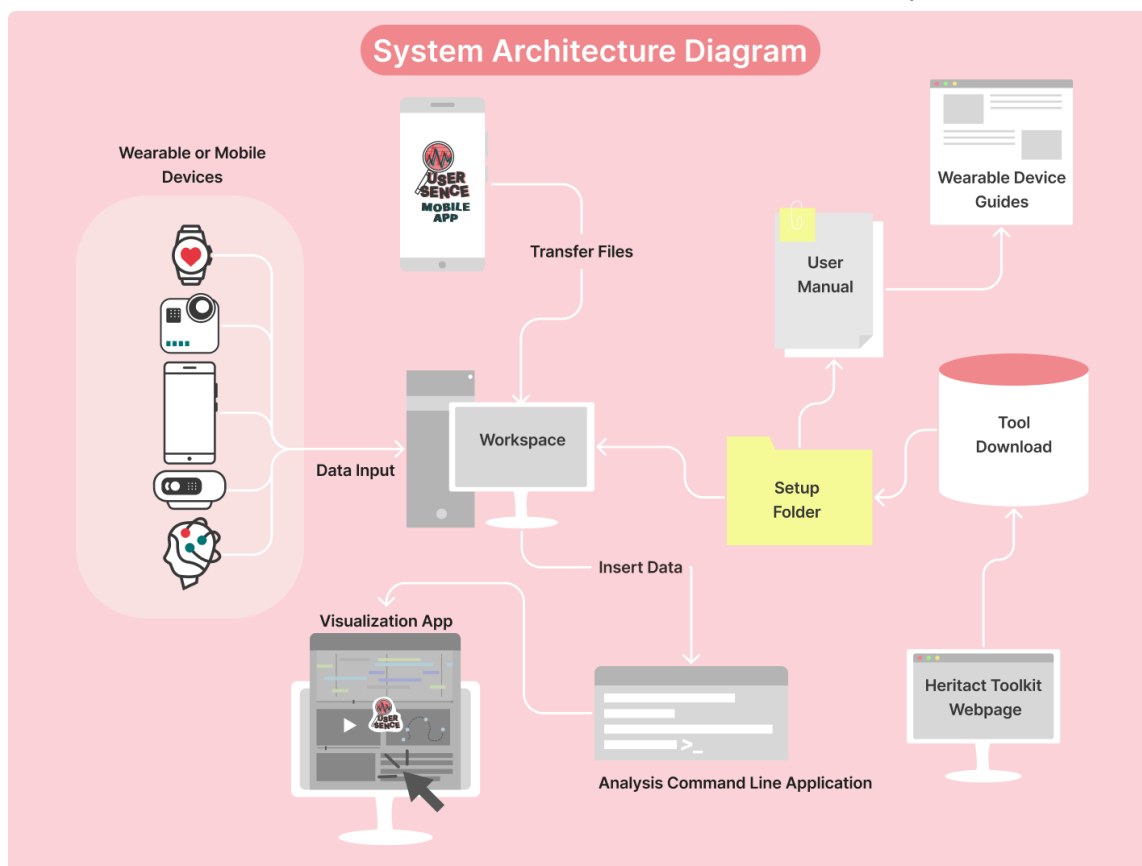 System Architecture Diagram
Wearable or Mobile
Devices
USER
SENCE
MOBILE
APP
Transfer Files
Wearable Device
Guides
User
Manual
Tool
Download
Workspace
Data Input
Setup
Folder
Insert Data
Visualization App
USER
SENCE
>_
Analysis Command Line Application
Heritact Toolkit
Webpage